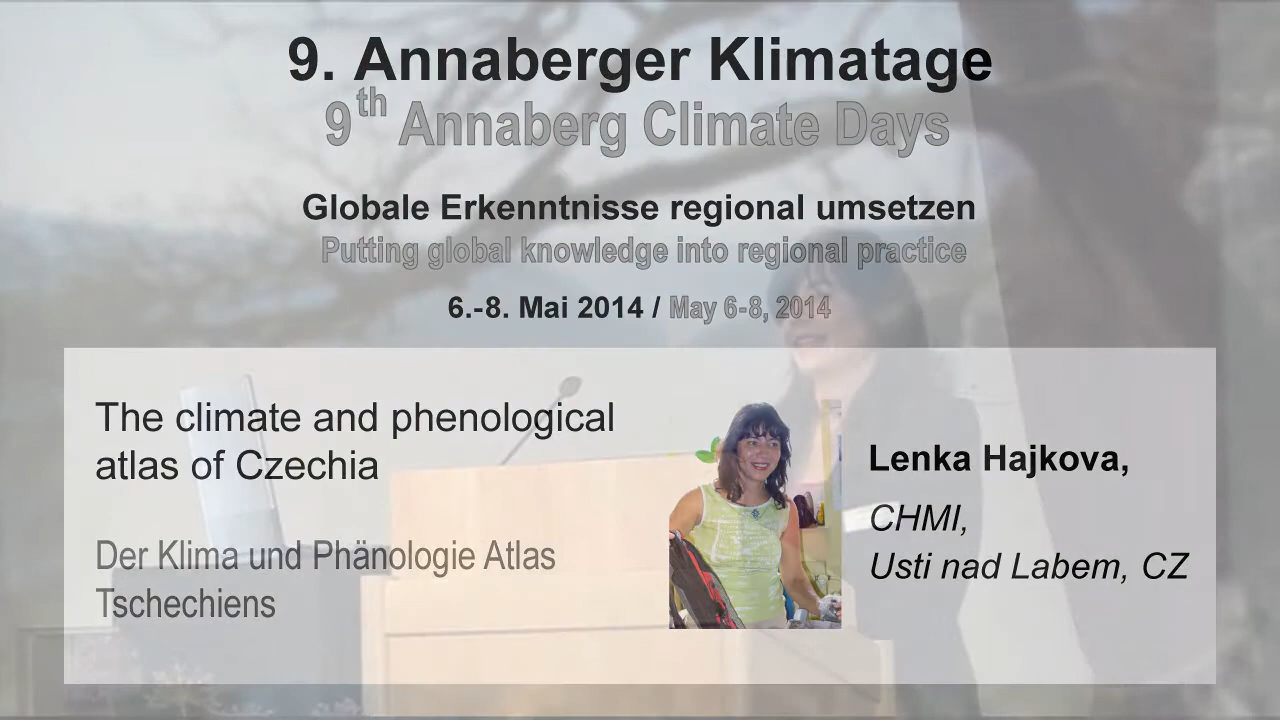 9. Annaberger Klimatage
9th Annaberg Climate Days
Globale Erkenntnisse regional umsetzen
Putting global knowledge into regional practice
6.-8. Mai 2014 / May 6-8, 2014
The climate and phenological
atlas of Czechia
Der Klima und Phänologie Atlas
Tschechiens
Lenka Hajkova,
CHMI,
Usti nad Labem, CZ